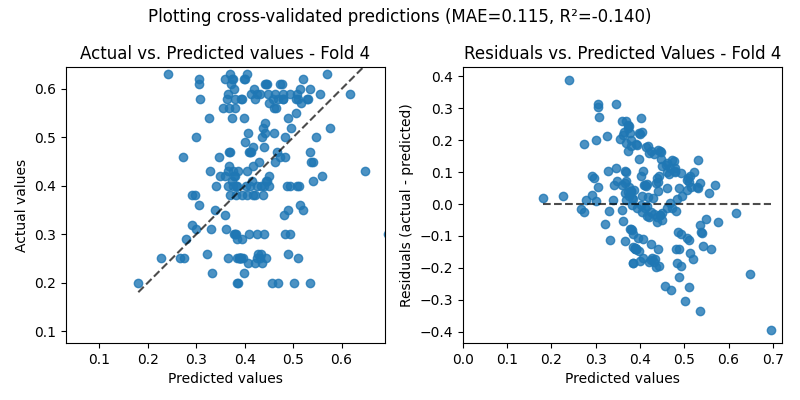 Plotting cross-validated predictions (MAE=0.115, R²=-0.140)
Actual vs. Predicted values - Fold 4
Actual values
0.6
0.5
0.4
0.3
0.2
0.1
0.1 0.2 0.3 0.4 0.5 0.6
Predicted values
Residuals vs. Predicted Values - Fold 4
Residuals (actual - predicted)
0.4
0.3
0.2
0.1
0.0
−0.1
−0.2
−0.3
−0.4
0.0 0.1 0.2 0.3 0.4 0.5 0.6 0.7
Predicted values